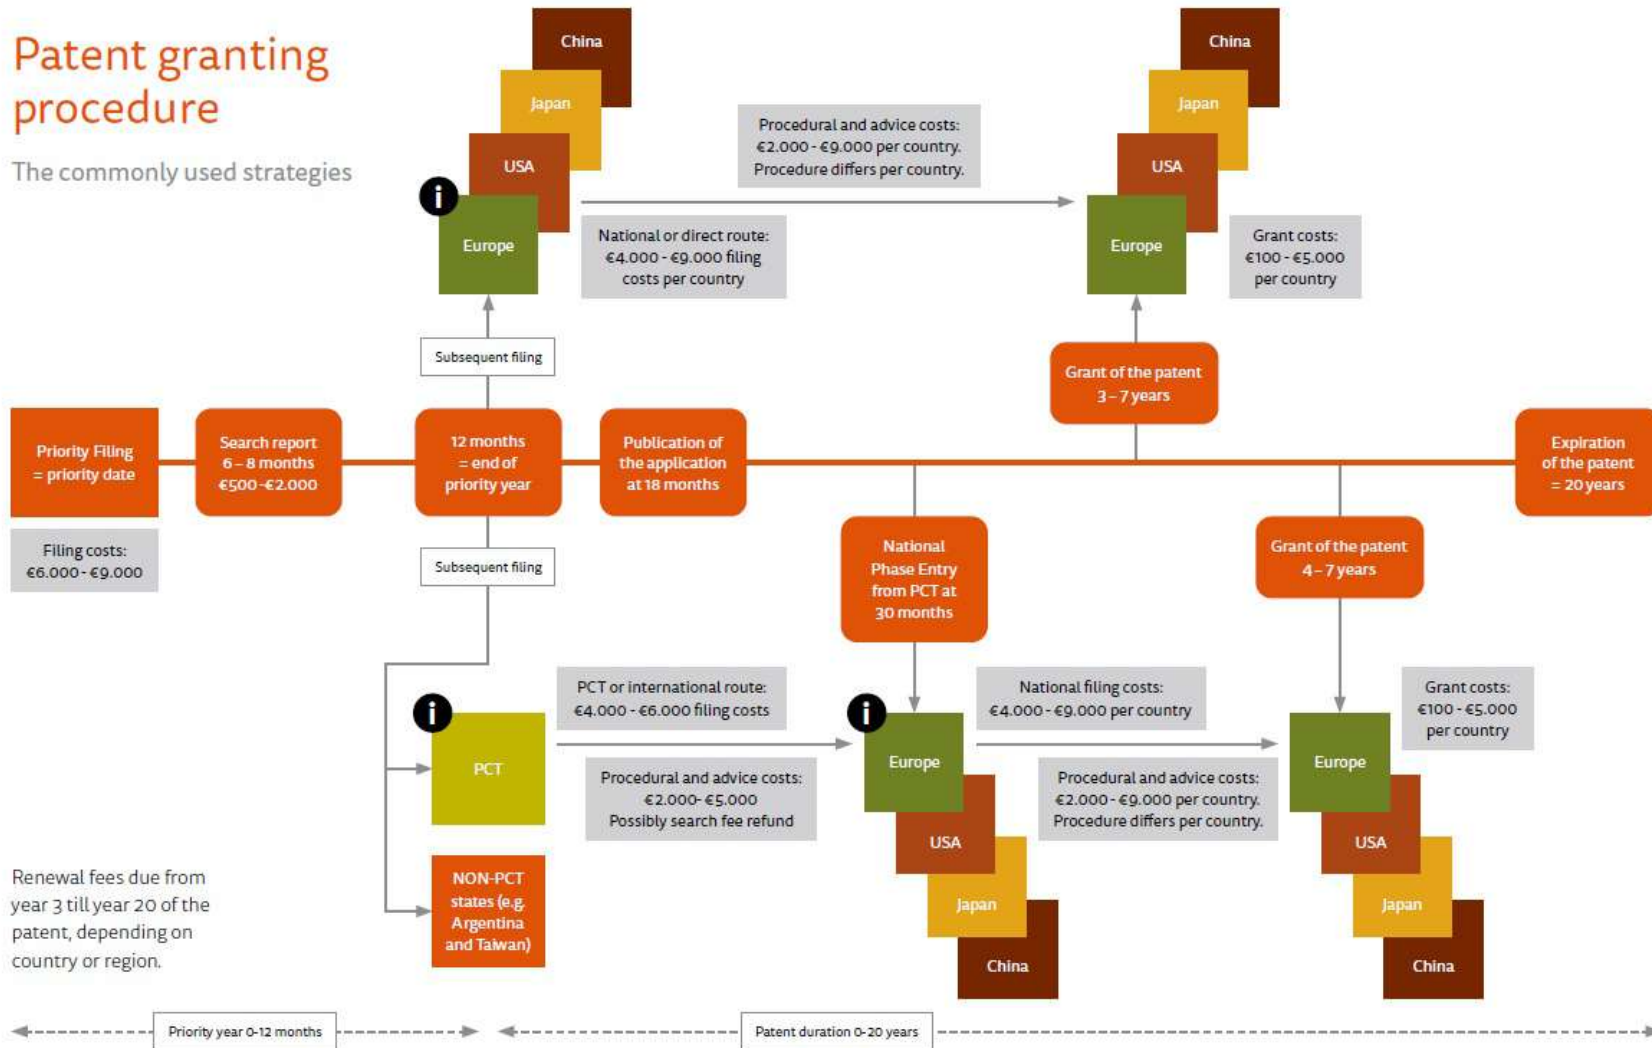 Patent granting
procedure
The commonly used strategies
China
Japan
USA
Europe
i
Procedural and advice costs:
€2.000 - €9.000 per country.
Procedure differs per country.
National or direct route:
€4.000 - €9.000 filing
costs per country
China
Japan
USA
Europe
Grant costs:
€100 - €5.000
per country
Subsequent filing
Grant of the patent
3 – 7 years
Priority Filing
= priority date
Search report
6 – 8 months
€500-€2.000
12 months
= end of
priority year
Publication of
the application
at 18 months
Expiration
of the patent
= 20 years
Filing costs:
€6.000 - €9.000
Subsequent filing
National
Phase Entry
from PCT at
30 months
Grant of the patent
4 – 7 years
i
PCT
PCT or international route:
€4.000 - €6.000 filing costs
Procedural and advice costs:
€2.000- €5.000
Possibly search fee refund
i
Europe
USA
Japan
China
National filing costs:
€4.000 - €9.000 per country
Procedural and advice costs:
€2.000 - €9.000 per country.
Procedure differs per country.
Europe
USA
Japan
China
Grant costs:
€100 - €5.000
per country
NON-PCT
states (e.g.
Argentina
and Taiwan)
Renewal fees due from
year 3 till year 20 of the
patent, depending on
country or region.
Priority year 0-12 months
Patent duration 0-20 years